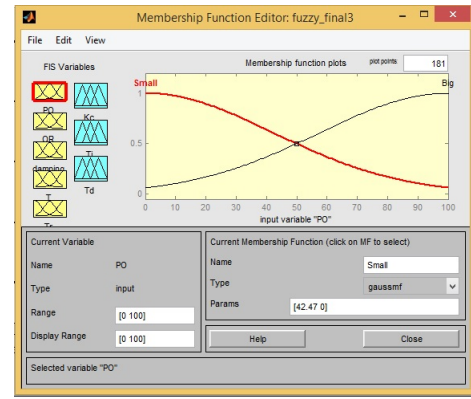 Membership Function Editor: fuzzy_final3
File Edit View
FIS Variables
PO
OR
damping
T
Tr
Kc
Ti
Td
Membership function plots
plot points:
181
Small
Big
1
0.5
0
0 10 20 30 40 50 60 70 80 90 100
input variable "PO"
Current Variable
Name PO
Type input
Range [0 100]
Display Range [0 100]
Current Membership Function (click on MF to select)
Name Small
Type gaussmf
Params [42.47 0]
Help Close
Selected variable "PO"